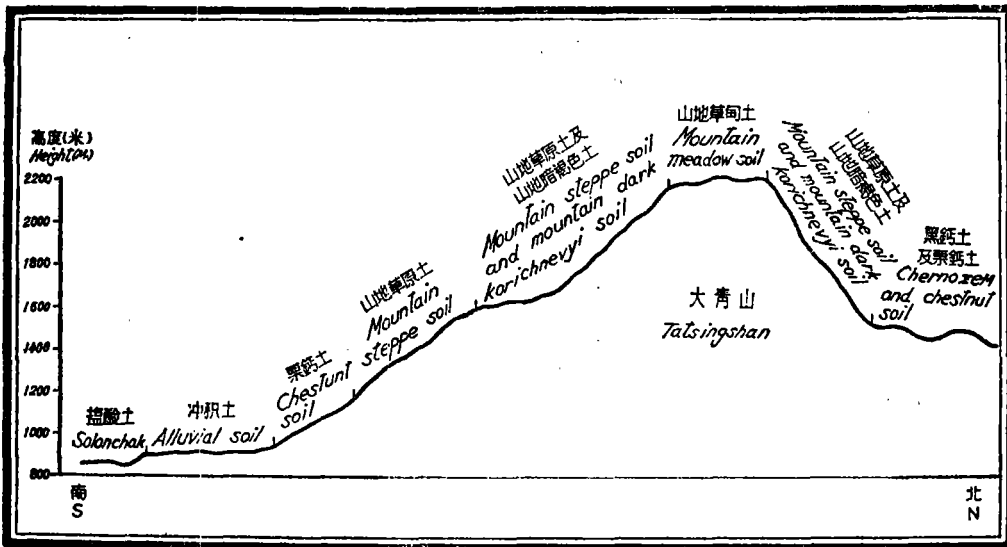 高度(米)
Height(M.)
2200
2000
1800
1600
1400
1200
1000
800
盐酸土
Solonchak
冲积土
Alluvial soil
栗鈣土
Chestunt
soil
山地草原土
Mountain
steppe soil
山地草原土及
山地暗褐色土
Mountain steppe soil
and mountain dark
korichnevyi soil
山地草甸土
Mountain
meadow soil
山地草原土及
山地暗褐色土
Mountain steppe soil
and mountain dark
korichnevyi soil
黑鈣土
及栗鈣土
Chernozem
and chestnut
soil
大青山
Tatsingshan
南
S
北
N